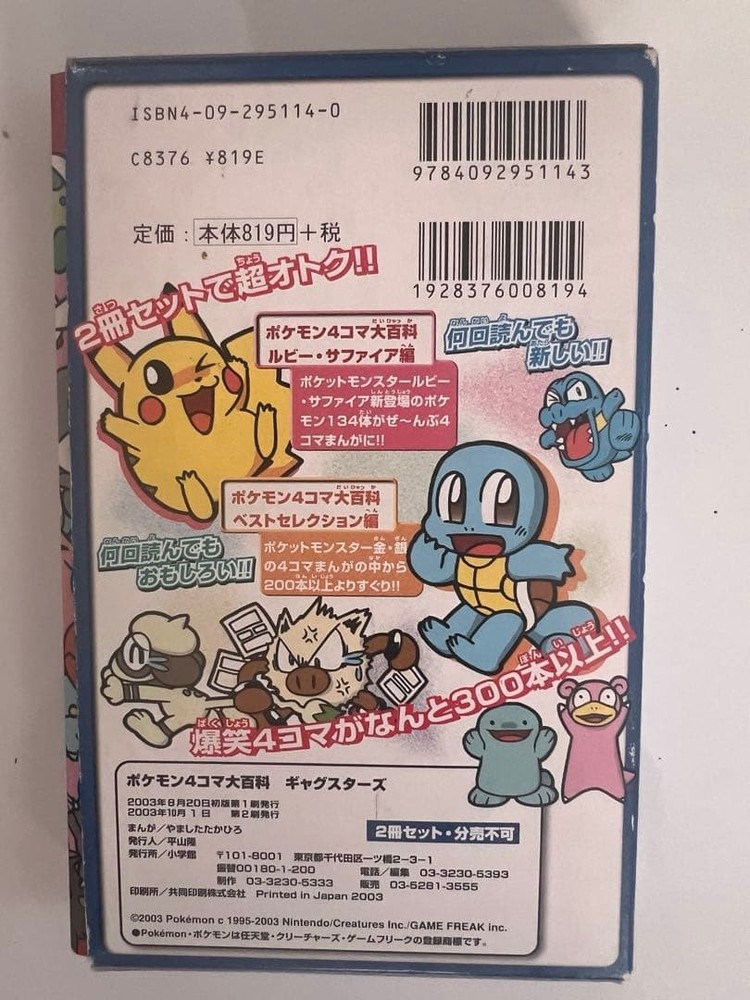 ISBN4-09-295114-0
C8376 ¥819E
9784092951143
定価：本体819円＋税
1928376008194
2冊セットで超オトク!!
ポケモン4コマ大百科
ルビー・サファイア編
何回読んでも
新しい!!
ポケットモンスタールビー
・サファイア新登場のポケ
モン134体がぜ〜んぶ4
コマまんがに!!
ポケモン4コマ大百科
ベストセレクション編
何回読んでも
おもしろい!!
ポケットモンスター金・銀
の4コマまんがの中から
200本以上よりすぐり!!
爆笑4コマがなんと300本以上!!
ポケモン4コマ大百科 ギャグスターズ
2003年8月20日初版第1刷発行
2003年10月1日 第2刷発行
まんが／やましたたかひろ
発行人／平山隆
2冊セット・分売不可
発行所／小学館 〒101-8001 東京都千代田区一ツ橋2-3-1
振替00180-1-200 電話／編集 03-3230-5393
制作 03-3230-5333 販売 03-5281-3555
印刷所／共同印刷株式会社 Printed in Japan 2003
©2003 Pokémon c 1995-2003 Nintendo/Creatures Inc./GAME FREAK inc.
●Pokémon・ポケモンは任天堂・クリーチャーズ・ゲームフリークの登録商標です。